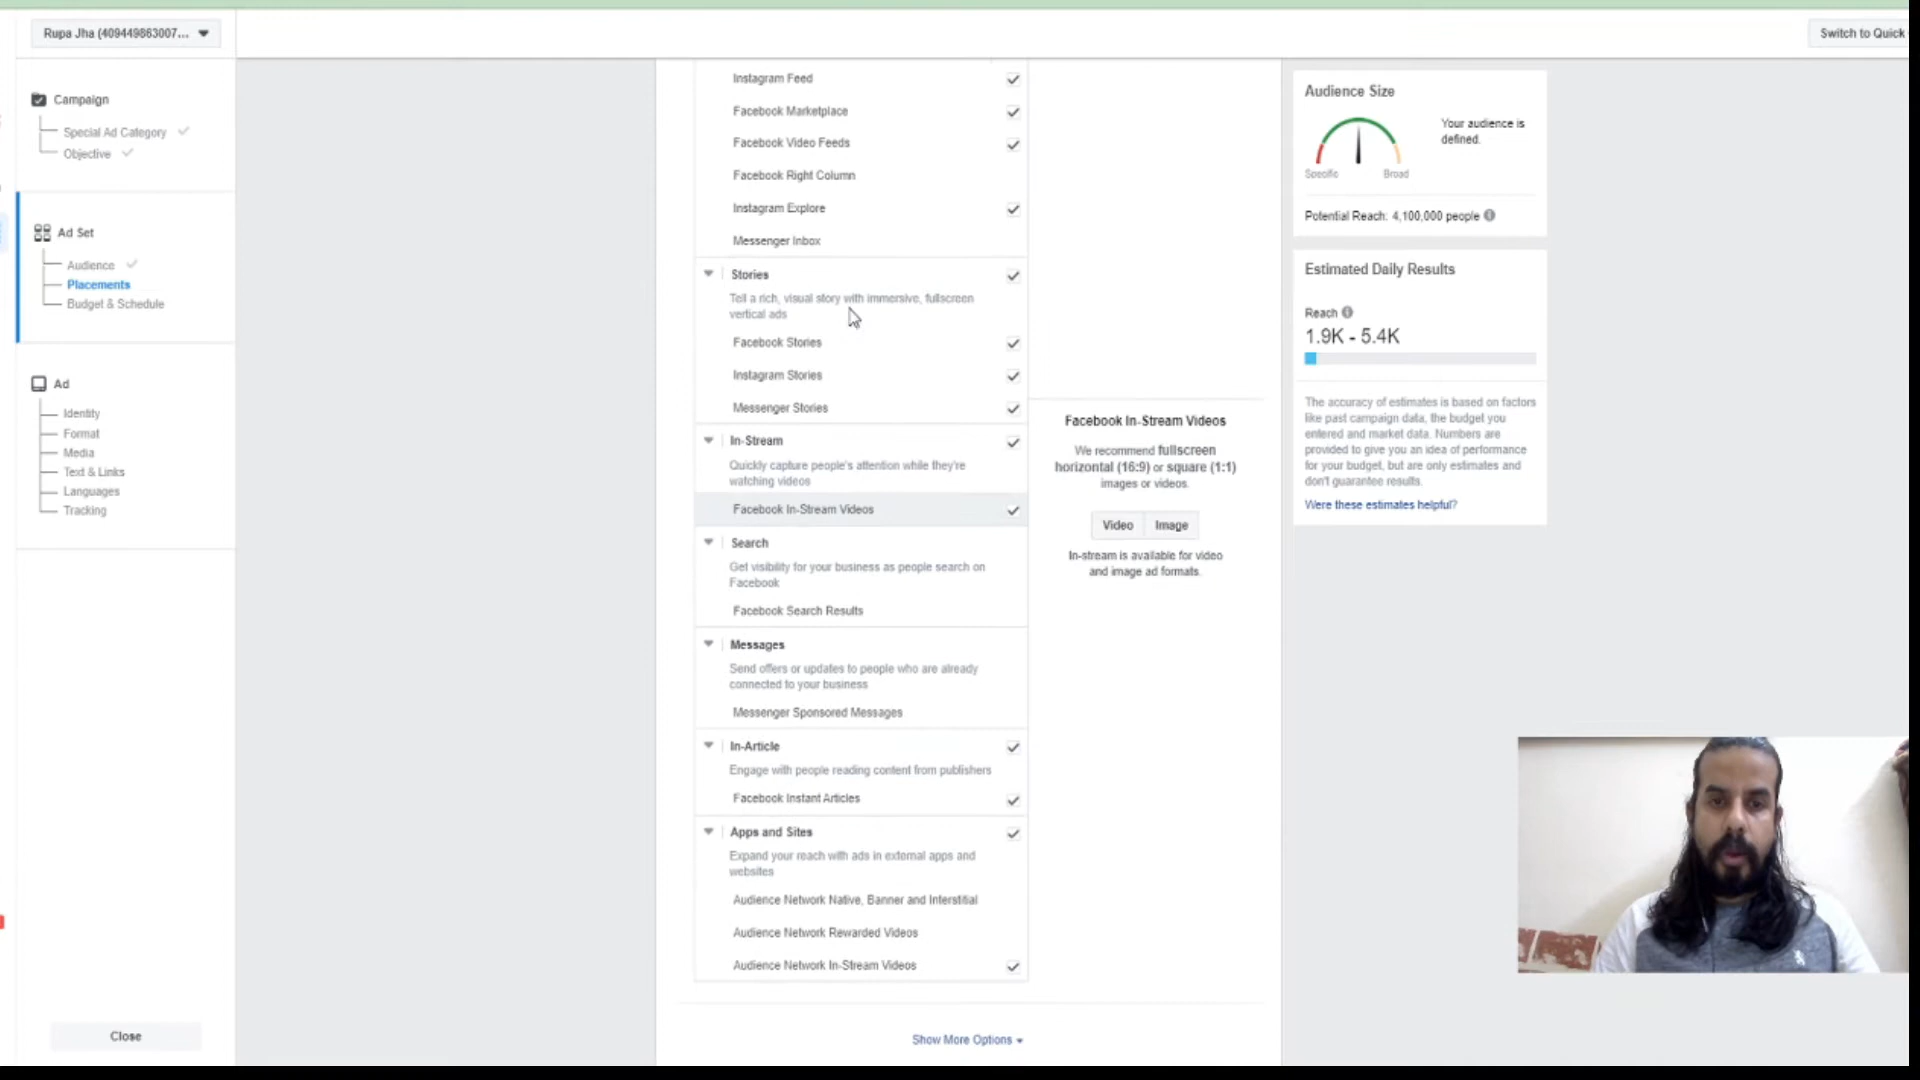 Rupa Jha (409449863007...
Switch to Quick
Campaign
Special Ad Category
Objective
Ad Set
Audience
Placements
Budget & Schedule
Ad
Identity
Format
Media
Text & Links
Languages
Tracking
Close
Instagram Feed
Facebook Marketplace
Facebook Video Feeds
Facebook Right Column
Instagram Explore
Messenger Inbox
Stories
Tell a rich, visual story with immersive, fullscreen
vertical ads
Facebook Stories
Instagram Stories
Messenger Stories
In-Stream
Quickly capture people's attention while they're
watching videos
Facebook In-Stream Videos
Search
Get visibility for your business as people search on
Facebook
Facebook Search Results
Messages
Send offers or updates to people who are already
connected to your business
Messenger Sponsored Messages
In-Article
Engage with people reading content from publishers
Facebook Instant Articles
Apps and Sites
Expand your reach with ads in external apps and
websites
Audience Network Native, Banner and Interstitial
Audience Network Rewarded Videos
Audience Network In-Stream Videos
Show More Options
Facebook In-Stream Videos
We recommend fullscreen
horizontal (16:9) or square (1:1)
images or videos.
Video Image
In-stream is available for video
and image ad formats.
Audience Size
Your audience is
defined.
Specific Broad
Potential Reach: 4,100,000 people
Estimated Daily Results
Reach
1.9K - 5.4K
The accuracy of estimates is based on factors
like past campaign data, the budget you
entered and market data. Numbers are
provided to give you an idea of performance
for your budget, but are only estimates and
don't guarantee results.
Were these estimates helpful?